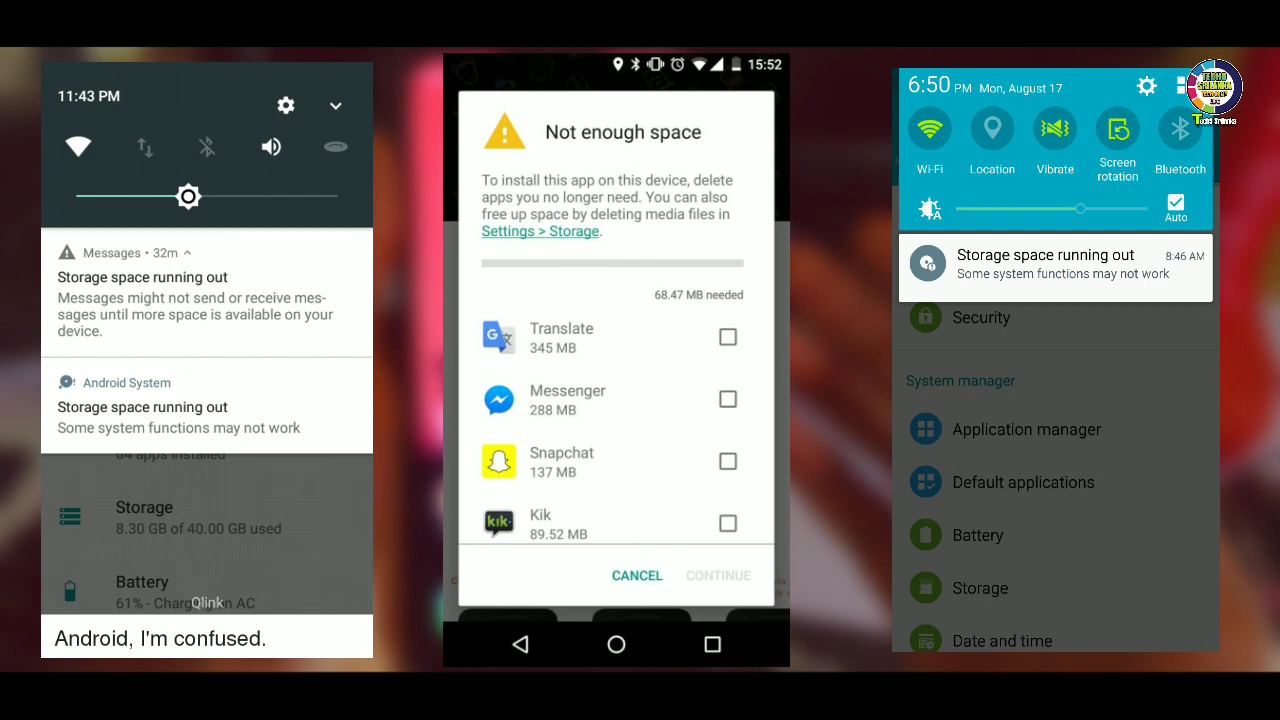 11:43 PM
Messages • 32m
Storage space running out
Messages might not send or receive mes-
sages until more space is available on your
device.
Android System
Storage space running out
Some system functions may not work
64 apps installed
Storage
8.30 GB of 40.00 GB used
Battery
61% - Charging on AC
Qlink
Android, I'm confused.
15:52
Not enough space
To install this app on this device, delete
apps you no longer need. You can also
free up space by deleting media files in
Settings > Storage.
68.47 MB needed
Translate
345 MB
Messenger
288 MB
Snapchat
137 MB
kik
Kik
89.52 MB
CANCEL CONTINUE
6:50 PM Mon, August 17
Wi-Fi
Location
Vibrate
Screen
rotation
Bluetooth
A
Auto
Storage space running out 8:46 AM
Some system functions may not work
Security
System manager
Application manager
Default applications
Battery
Storage
Date and time